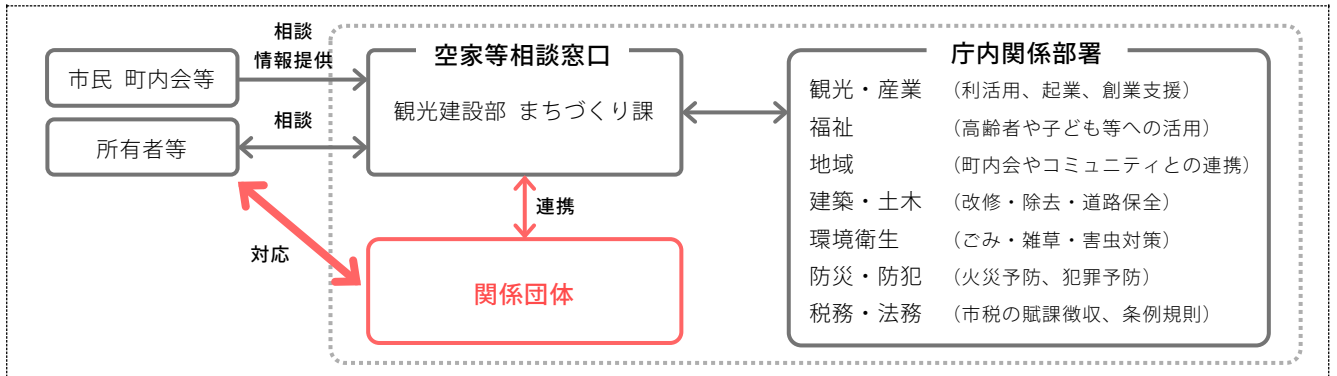 相談
情報提供
市民 町内会等
相談
所有者等
対応
空家等相談窓口
観光建設部 まちづくり課
連携
関係団体
庁内関係部署
観光・産業 (利活用、起業、創業支援)
福祉 (高齢者や子ども等への活用)
地域 (町内会やコミュニティとの連携)
建築・土木 (改修・除去・道路保全)
環境衛生 (ごみ・雑草・害虫対策)
防災・防犯 (火災予防、犯罪予防)
税務・法務 (市税の賦課徴収、条例規則)